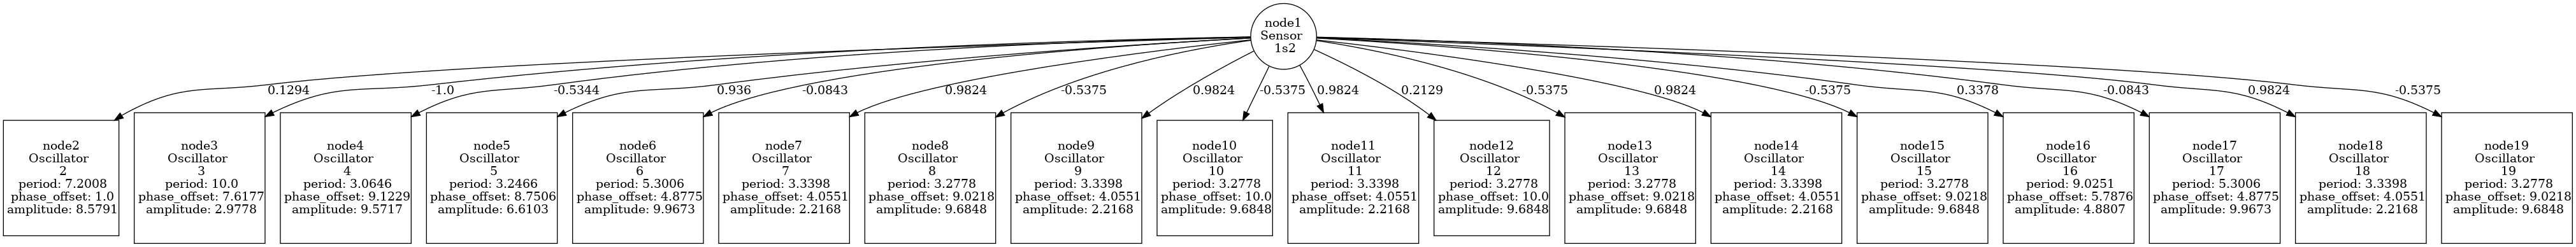 node1
Sensor
1s2
0.1294
-1.0
-0.5344
0.936
-0.0843
0.9824
-0.5375
0.9824
-0.5375
0.9824
0.2129
-0.5375
0.9824
-0.5375
0.3378
-0.0843
0.9824
-0.5375
node2
Oscillator
2
period: 7.2008
phase_offset: 1.0
amplitude: 8.5791
node3
Oscillator
3
period: 10.0
phase_offset: 7.6177
amplitude: 2.9778
node4
Oscillator
4
period: 3.0646
phase_offset: 9.1229
amplitude: 9.5717
node5
Oscillator
5
period: 3.2466
phase_offset: 8.7506
amplitude: 6.6103
node6
Oscillator
6
period: 5.3006
phase_offset: 4.8775
amplitude: 9.9673
node7
Oscillator
7
period: 3.3398
phase_offset: 4.0551
amplitude: 2.2168
node8
Oscillator
8
period: 3.2778
phase_offset: 9.0218
amplitude: 9.6848
node9
Oscillator
9
period: 3.3398
phase_offset: 4.0551
amplitude: 2.2168
node10
Oscillator
10
period: 3.2778
phase_offset: 10.0
amplitude: 9.6848
node11
Oscillator
11
period: 3.3398
phase_offset: 4.0551
amplitude: 2.2168
node12
Oscillator
12
period: 3.2778
phase_offset: 10.0
amplitude: 9.6848
node13
Oscillator
13
period: 3.2778
phase_offset: 9.0218
amplitude: 9.6848
node14
Oscillator
14
period: 3.3398
phase_offset: 4.0551
amplitude: 2.2168
node15
Oscillator
15
period: 3.2778
phase_offset: 9.0218
amplitude: 9.6848
node16
Oscillator
16
period: 9.0251
phase_offset: 5.7876
amplitude: 4.8807
node17
Oscillator
17
period: 5.3006
phase_offset: 4.8775
amplitude: 9.9673
node18
Oscillator
18
period: 3.3398
phase_offset: 4.0551
amplitude: 2.2168
node19
Oscillator
19
period: 3.2778
phase_offset: 9.0218
amplitude: 9.6848